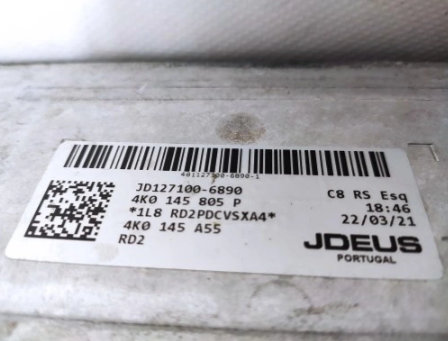 481127100-6890-1
JD127100-6890
4K0 145 805 P
*1L8 RD2PDCVSXA4*
4K0 145 A55
RD2
C8 RS Esq
18:46
22/03/21
JDEUS
PORTUGAL